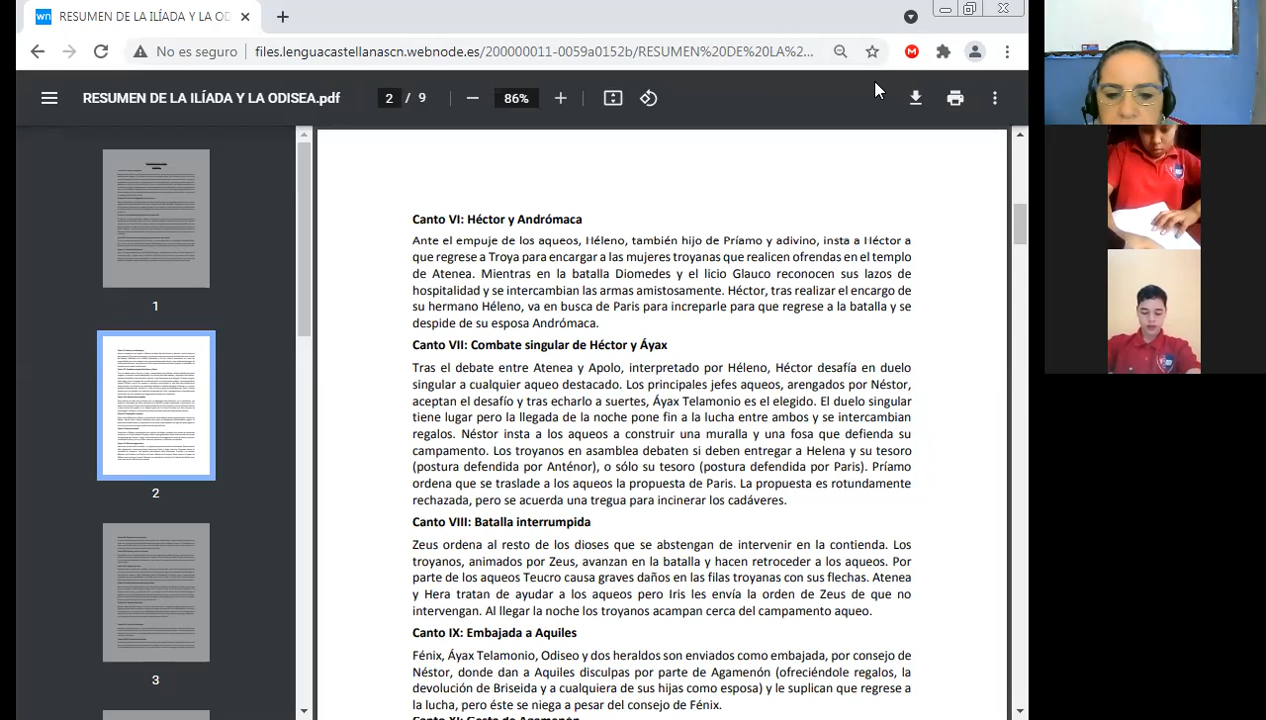 RESUMEN DE LA ILÍADA Y LA OD
No es seguro
files.lenguacastellanascn.webnode.es/200000011-0059a0152b/RESUMEN%20DE%20LA%2...
RESUMEN DE LA ILÍADA Y LA ODISEA.pdf
2 / 9
86%
1
2
3
Canto VI: Héctor y Andrómaca
Ante el empuje de los aqueos, Héleno, también hijo de Príamo y adivino, insta a Héctor a
que regrese a Troya para encargar a las mujeres troyanas que realicen ofrendas en el templo
de Atenea. Mientras en la batalla Diomedes y el licio Glauco reconocen sus lazos de
hospitalidad y se intercambian las armas amistosamente. Héctor, tras realizar el encargo de
su hermano Héleno, va en busca de Paris para increparle para que regrese a la batalla y se
despide de su esposa Andrómaca.
Canto VII: Combate singular de Héctor y Áyax
Tras el debate entre Atenea y Apolo, interpretado por Héleno, Héctor desafía en duelo
singular a cualquier aqueo destacado. Los principales jefes aqueos, arengados por Néstor,
aceptan el desafío y tras echarlo a suertes, Áyax Telamonio es el elegido. El duelo singular
tiene lugar pero la llegada de la noche pone fin a la lucha entre ambos y se intercambian
regalos. Néstor insta a los aqueos a construir una muralla y una fosa que defienda su
campamento. Los troyanos en asamblea debaten si deben entregar a Helena y su tesoro
(postura defendida por Anténor), o sólo su tesoro (postura defendida por Paris). Príamo
ordena que se traslade a los aqueos la propuesta de Paris. La propuesta es rotundamente
rechazada, pero se acuerda una tregua para incinerar los cadáveres.
Canto VIII: Batalla interrumpida
Zeus ordena al resto de los dioses que se abstengan de intervenir en la contienda. Los
troyanos, animados por Zeus, avanzan en la batalla y hacen retroceder a los aqueos. Por
parte de los aqueos Teucro causa graves daños en las filas troyanas con sus flechas. Atenea
y Hera tratan de ayudar a los aqueos pero Iris les envía la orden de Zeus de que no
intervengan. Al llegar la noche los troyanos acampan cerca del campamento aqueo.
Canto IX: Embajada a Aquiles
Fénix, Áyax Telamonio, Odiseo y dos heraldos son enviados como embajada, por consejo de
Néstor, donde dan a Aquiles disculpas por parte de Agamenón (ofreciéndole regalos, la
devolución de Briseida y a cualquiera de sus hijas como esposa) y le suplican que regrese a
la lucha, pero éste se niega a pesar del consejo de Fénix.
Canto XI: Gesta de Agamenón